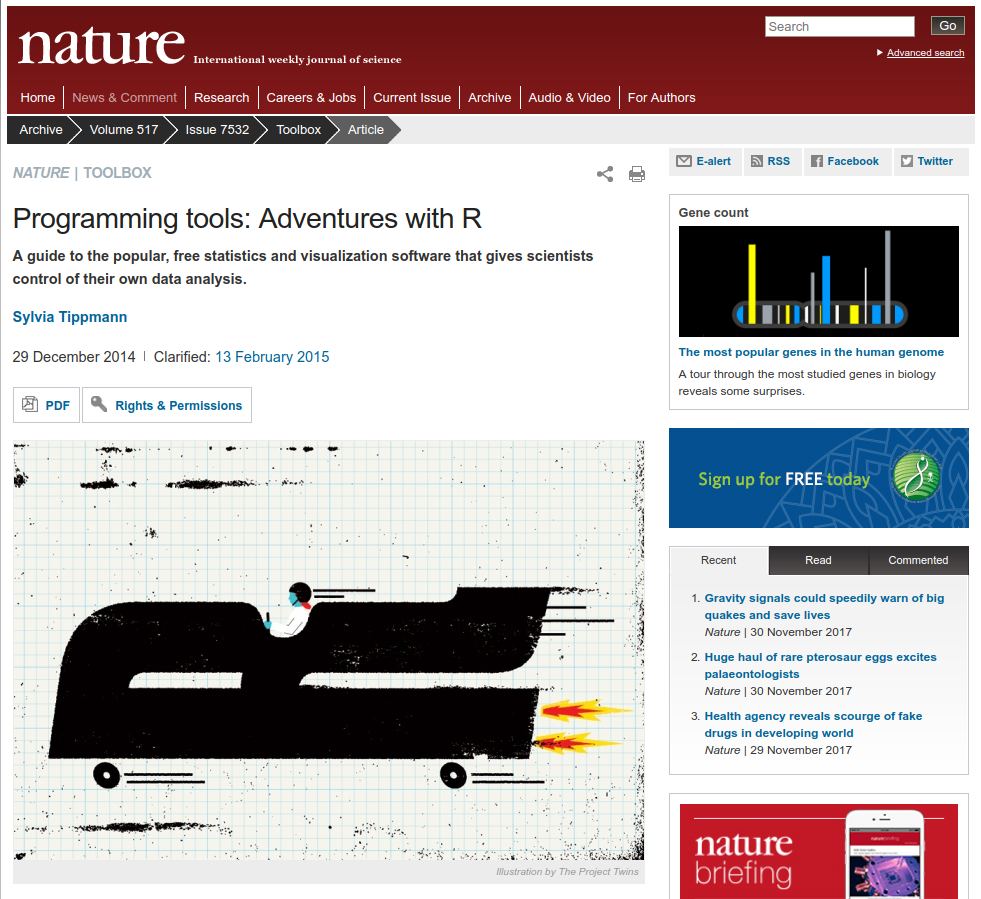 nature International weekly journal of science
Search Go
Advanced search
Home News & Comment Research Careers & Jobs Current Issue Archive Audio & Video For Authors
Archive Volume 517 Issue 7532 Toolbox Article
NATURE | TOOLBOX
Programming tools: Adventures with R
A guide to the popular, free statistics and visualization software that gives scientists
control of their own data analysis.
Sylvia Tippmann
29 December 2014 | Clarified: 13 February 2015
PDF Rights & Permissions
Illustration by The Project Twins
E-alert RSS Facebook Twitter
Gene count
The most popular genes in the human genome
A tour through the most studied genes in biology
reveals some surprises.
Sign up for FREE today
Recent Read Commented
1. Gravity signals could speedily warn of big
quakes and save lives
Nature | 30 November 2017
2. Huge haul of rare pterosaur eggs excites
palaeontologists
Nature | 30 November 2017
3. Health agency reveals scourge of fake
drugs in developing world
Nature | 29 November 2017
nature
briefing